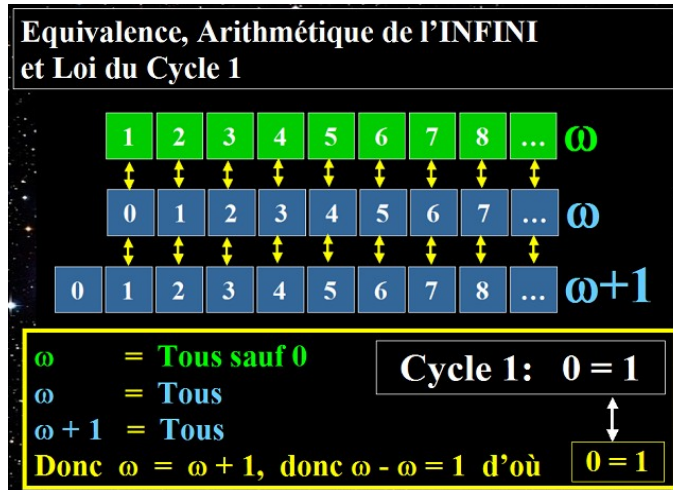 Equivalence, Arithmétique de l'INFINI
et Loi du Cycle 1
1 2 3 4 5 6 7 8 ... ω
0 1 2 3 4 5 6 7 ... ω
0 1 2 3 4 5 6 7 8 ... ω+1
ω = Tous sauf 0
ω = Tous
ω + 1 = Tous
Donc ω = ω + 1, donc ω - ω = 1 d'où
Cycle 1: 0 = 1
0 = 1